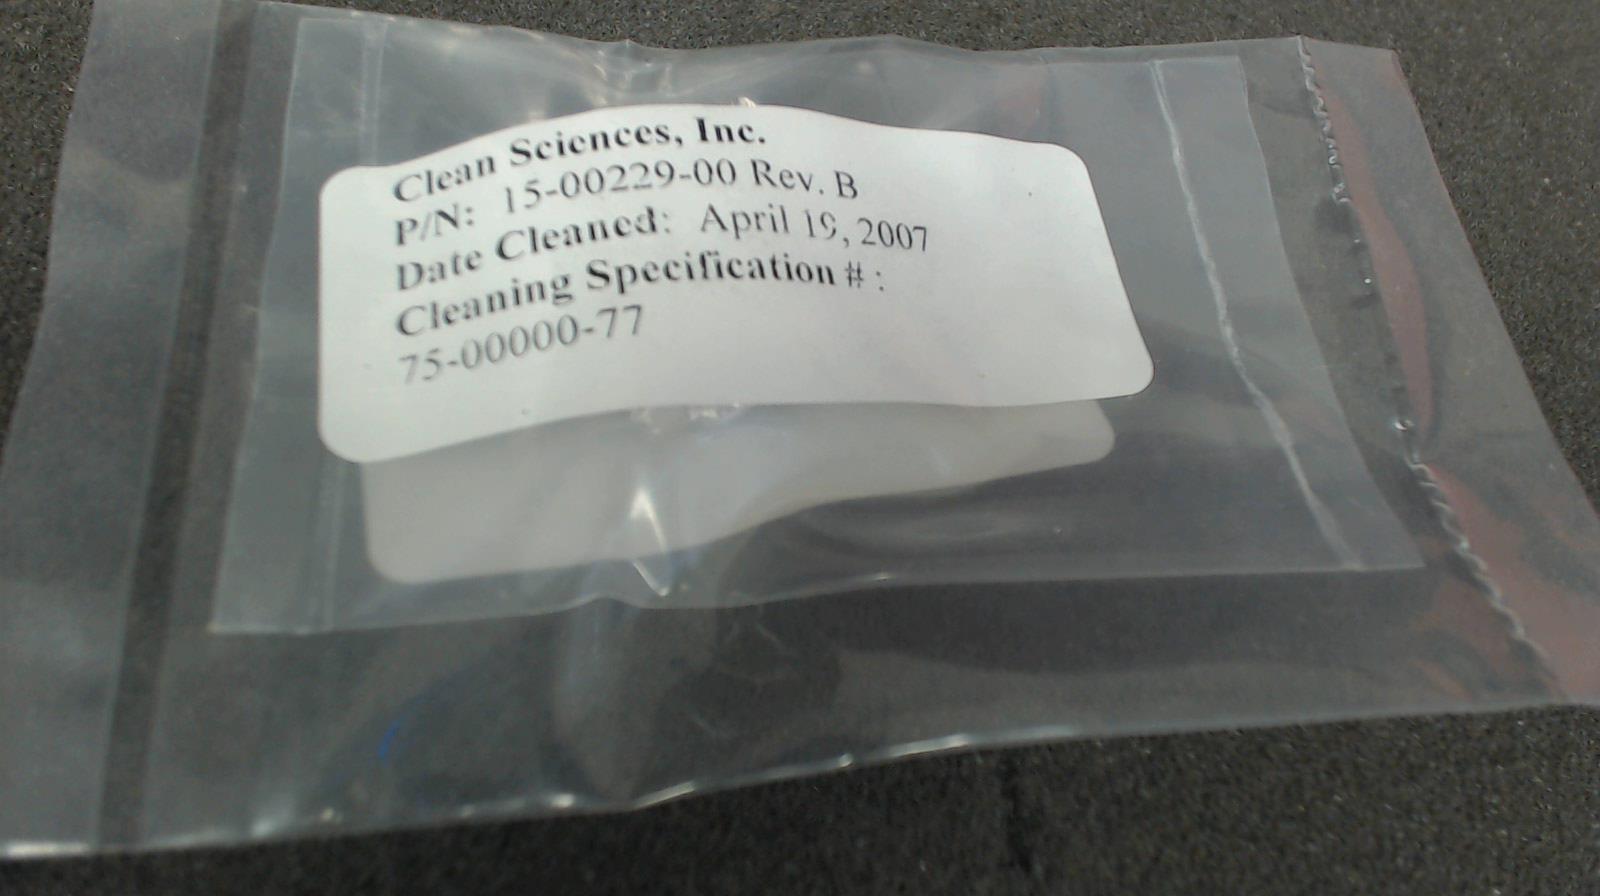 Clean Sciences, Inc.
P/N: 15-00229-00 Rev. B
Date Cleaned: April 19, 2007
Cleaning Specification # :
75-00000-77